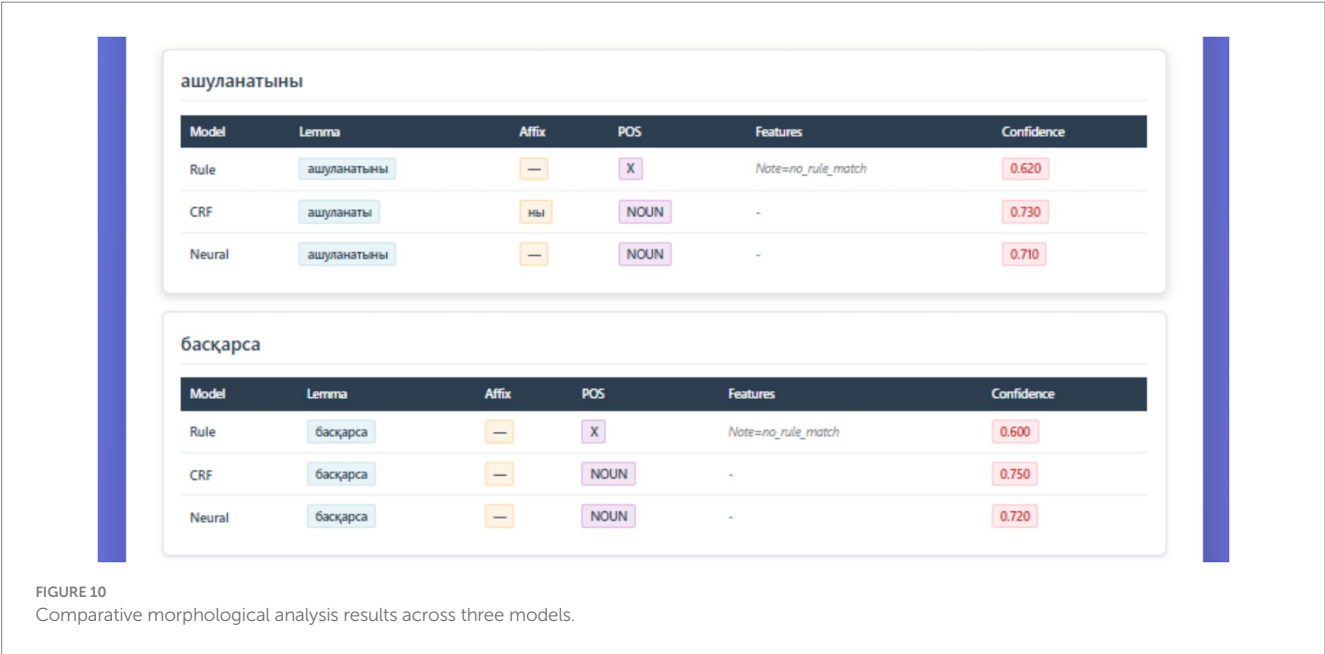 ашуланатыны
Model Lemma Affix POS Features Confidence
Rule ашуланатыны — X Note=no_rule_match 0.620
CRF ашуланаты ны NOUN - 0.730
Neural ашуланатыны — NOUN - 0.710
басқарса
Model Lemma Affix POS Features Confidence
Rule басқарса — X Note=no_rule_match 0.600
CRF басқарса — NOUN - 0.750
Neural басқарса — NOUN - 0.720
FIGURE 10
Comparative morphological analysis results across three models.